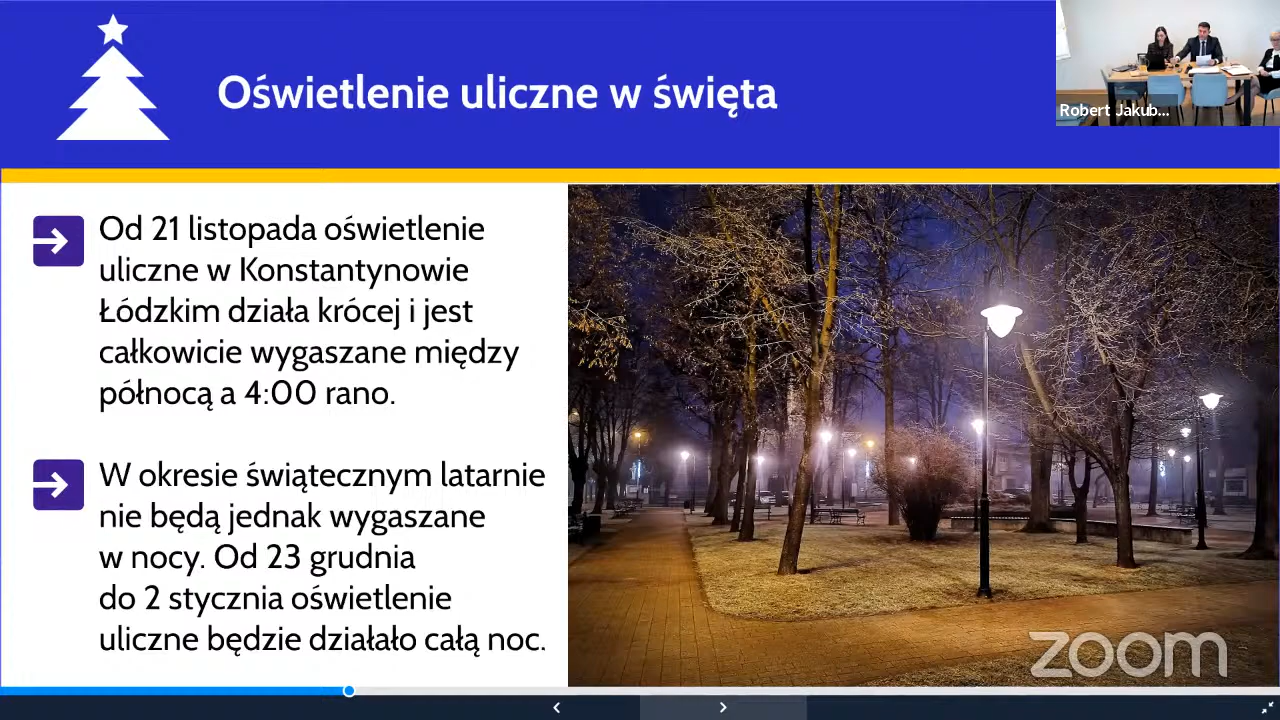 Oświetlenie uliczne w święta
Robert Jakub...
Od 21 listopada oświetlenie
uliczne w Konstantynowie
Łódzkim działa krócej i jest
całkowicie wygaszane między
północą a 4:00 rano.
W okresie świątecznym latarnie
nie będą jednak wygaszane
w nocy. Od 23 grudnia
do 2 stycznia oświetlenie
uliczne będzie działało całą noc.
zoom